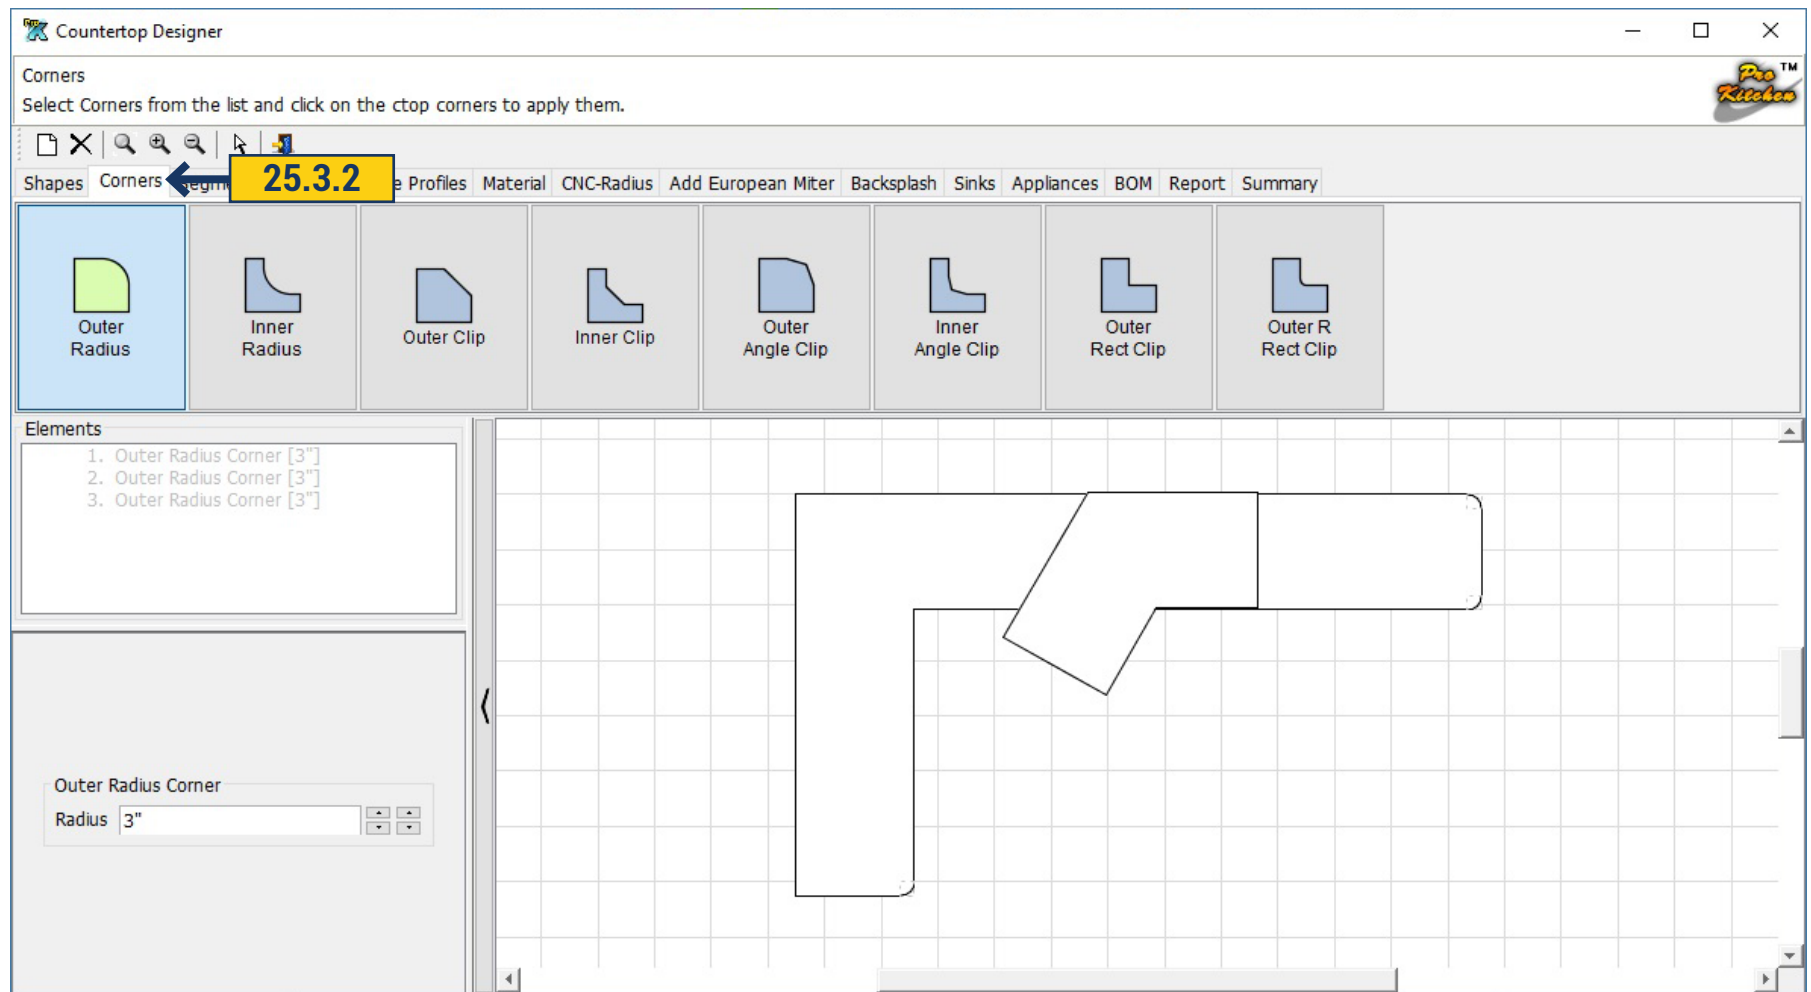 Countertop Designer
Corners
Select Corners from the list and click on the ctop corners to apply them.
Pro TM
Kitchen
25.3.2
Shapes Corners e Profiles Material CNC-Radius Add European Miter Backsplash Sinks Appliances BOM Report Summary
Outer
Radius
Inner
Radius
Outer Clip
Inner Clip
Outer
Angle Clip
Inner
Angle Clip
Outer
Rect Clip
Outer R
Rect Clip
Elements
1. Outer Radius Corner [3"]
2. Outer Radius Corner [3"]
3. Outer Radius Corner [3"]
Outer Radius Corner
Radius 3"